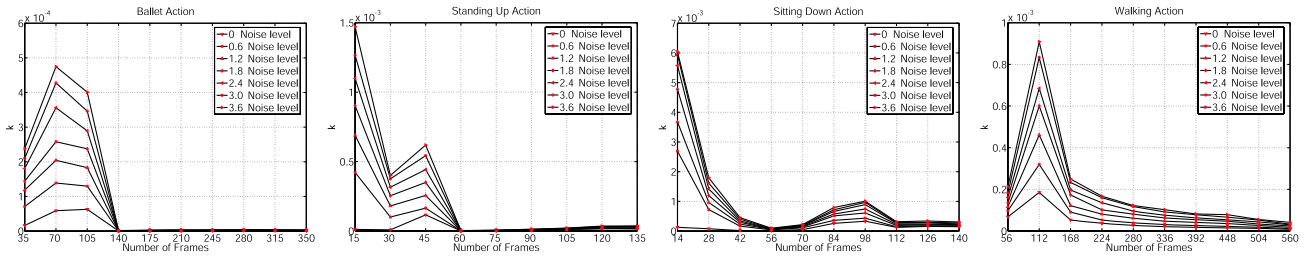 Ballet Action
x 10⁻⁴
6
5
4
3
2
1
0
k
35 70 105 140 175 210 245 280 315 350
Number of Frames
0 Noise level
0.6 Noise level
1.2 Noise level
1.8 Noise level
2.4 Noise level
3.0 Noise level
3.6 Noise level
Standing Up Action
x 10⁻³
1.5
1
0.5
0
k
15 30 45 60 75 90 105 120 135
Number of Frames
0 Noise level
0.6 Noise level
1.2 Noise level
1.8 Noise level
2.4 Noise level
3.0 Noise level
3.6 Noise level
Sitting Down Action
x 10⁻³
7
6
5
4
3
2
1
0
k
14 28 42 56 70 84 98 112 126 140
Number of Frames
0 Noise level
0.6 Noise level
1.2 Noise level
1.8 Noise level
2.4 Noise level
3.0 Noise level
3.6 Noise level
Walking Action
x 10⁻³
1
0.8
0.6
0.4
0.2
0
k
56 112 168 224 280 336 392 448 504 560
Number of Frames
0 Noise level
0.6 Noise level
1.2 Noise level
1.8 Noise level
2.4 Noise level
3.0 Noise level
3.6 Noise level